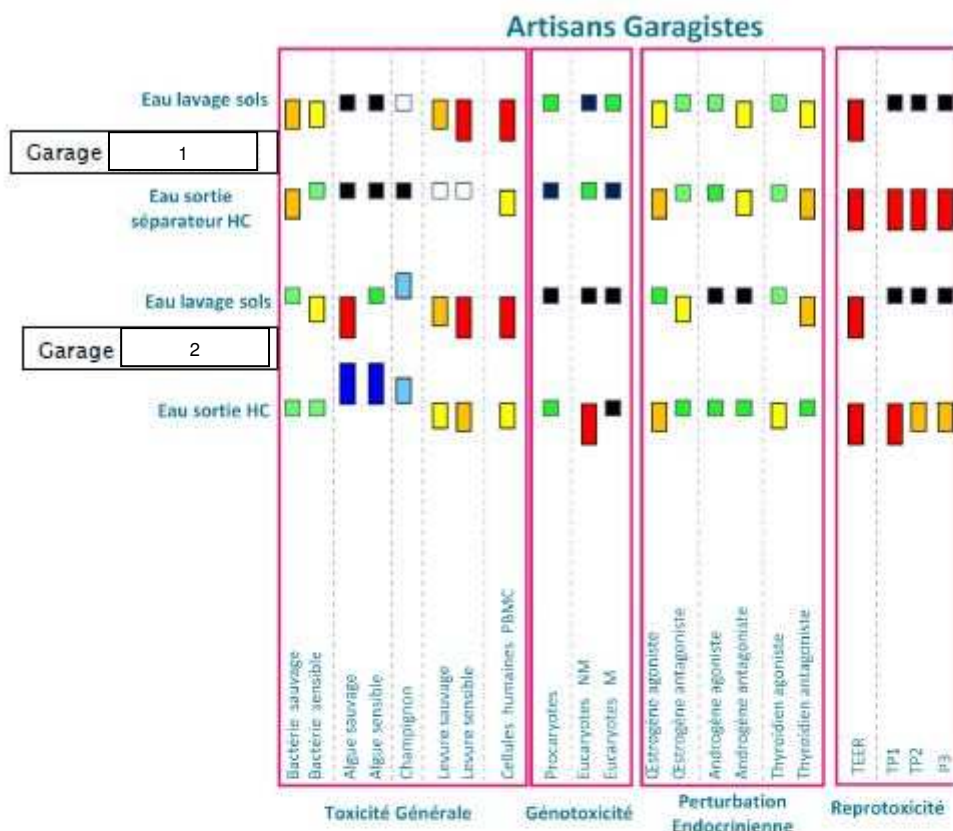 Artisans Garagistes
Eau lavage sols
Garage 1
Eau sortie
séparateur HC
Eau lavage sols
Garage 2
Eau sortie HC
Bactérie sauvage
Bactérie sensible
Algue sauvage
Algue sensible
Champignon
Levure sauvage
Levure sensible
Cellules humaines PBMC
Procaryotes
Eucaryotes NM
Eucaryotes M
Œstrogène agoniste
Œstrogène antagoniste
Androgène agoniste
Androgène antagoniste
Thyroidien agoniste
Thyroidien antagoniste
TEER
TP1
TP2
P3
Toxicité Générale
Génotoxicité
Perturbation
Endocrinienne
Reprotoxicité